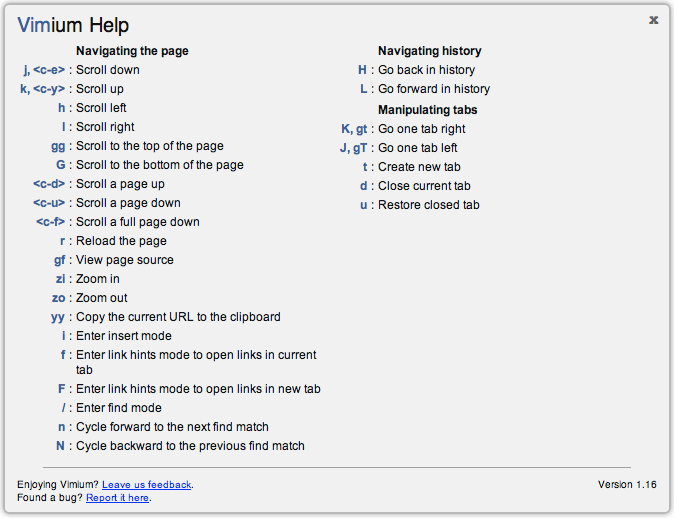 Vimium Help
x
Navigating the page
j, <c-e> : Scroll down
k, <c-y> : Scroll up
h : Scroll left
l : Scroll right
gg : Scroll to the top of the page
G : Scroll to the bottom of the page
<c-d> : Scroll a page up
<c-u> : Scroll a page down
<c-f> : Scroll a full page down
r : Reload the page
gf : View page source
zi : Zoom in
zo : Zoom out
yy : Copy the current URL to the clipboard
i : Enter insert mode
f : Enter link hints mode to open links in current
tab
F : Enter link hints mode to open links in new tab
/ : Enter find mode
n : Cycle forward to the next find match
N : Cycle backward to the previous find match
Navigating history
H : Go back in history
L : Go forward in history
Manipulating tabs
K, gt : Go one tab right
J, gT : Go one tab left
t : Create new tab
d : Close current tab
u : Restore closed tab
Enjoying Vimium? Leave us feedback.
Found a bug? Report it here.
Version 1.16